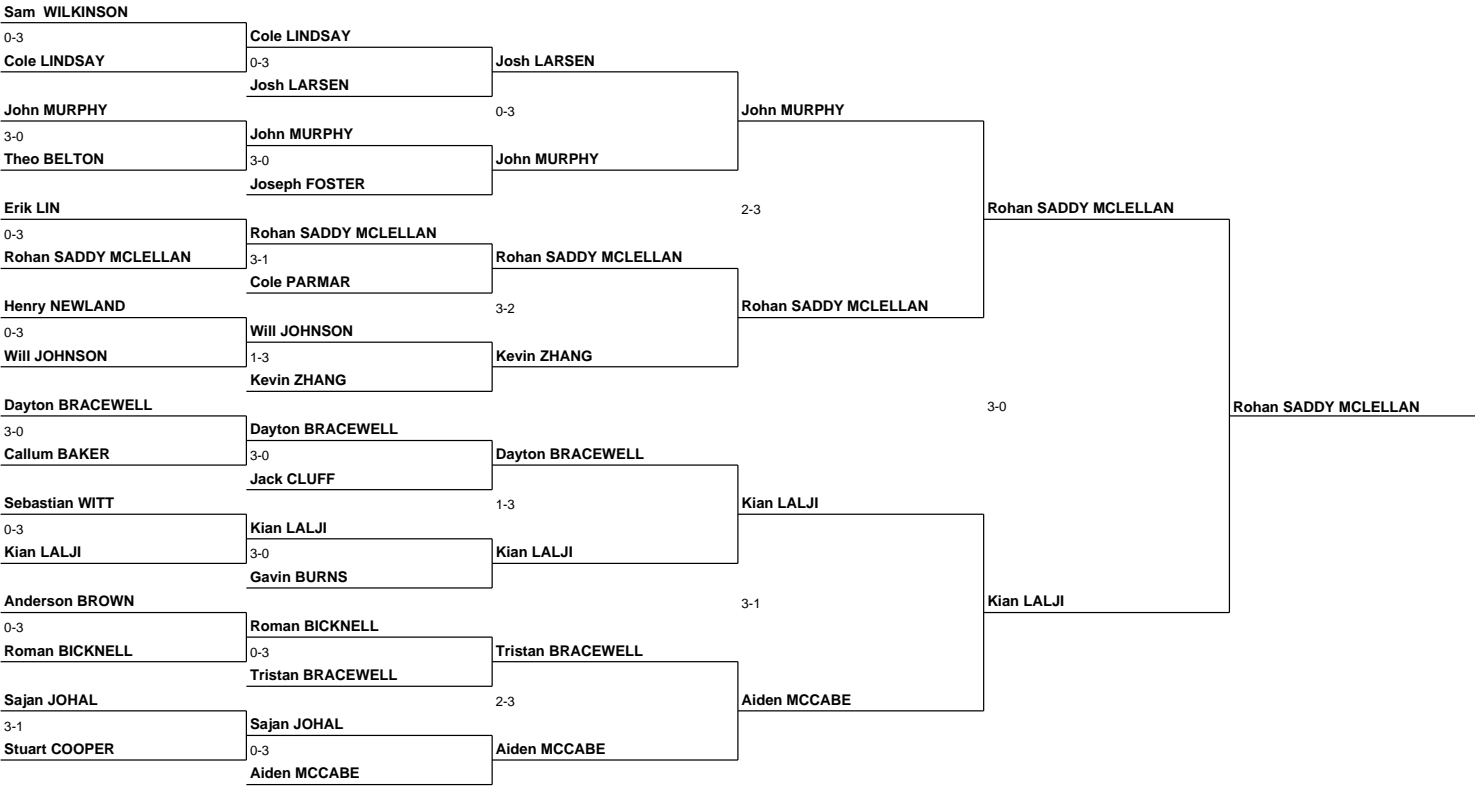 Sam  WILKINSON
0-3
Cole LINDSAY
John MURPHY
3-0
Theo BELTON
Erik LIN
0-3
Rohan SADDY MCLELLAN
Henry NEWLAND
0-3
Will JOHNSON
Dayton BRACEWELL
3-0
Callum BAKER
Sebastian WITT
0-3
Kian LALJI
Anderson BROWN
0-3
Roman BICKNELL
Sajan JOHAL
3-1
Stuart COOPER
Cole LINDSAY
0-3
Josh LARSEN
John MURPHY
3-0
Joseph FOSTER
Rohan SADDY MCLELLAN
3-1
Cole PARMAR
Will JOHNSON
1-3
Kevin ZHANG
Dayton BRACEWELL
3-0
Jack CLUFF
Kian LALJI
3-0
Gavin BURNS
Roman BICKNELL
0-3
Tristan BRACEWELL
Sajan JOHAL
0-3
Aiden MCCABE
Josh LARSEN
0-3
John MURPHY
Rohan SADDY MCLELLAN
3-2
Kevin ZHANG
Dayton BRACEWELL
1-3
Kian LALJI
Tristan BRACEWELL
2-3
Aiden MCCABE
John MURPHY
2-3
Rohan SADDY MCLELLAN
Kian LALJI
3-1
Aiden MCCABE
Rohan SADDY MCLELLAN
3-0
Kian LALJI
Rohan SADDY MCLELLAN